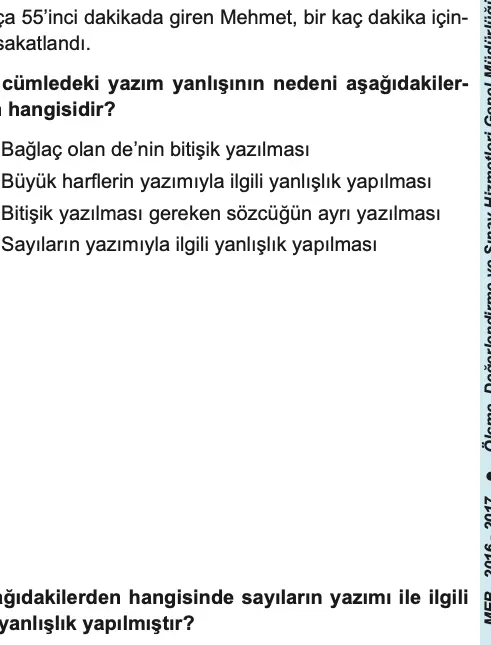 ça 55’inci dakikada giren Mehmet, bir kaç dakika için-
sakatlandı.
cümledeki yazım yanlışının nedeni aşağıdakiler-
hangisidir?
Bağlaç olan de’nin bitişik yazılması
Büyük harflerin yazımıyla ilgili yanlışlık yapılması
Bitişik yazılması gereken sözcüğün ayrı yazılması
Sayıların yazımıyla ilgili yanlışlık yapılması
ağıdakilerden hangisinde sayıların yazımı ile ilgili
yanlışlık yapılmıştır?
MEB 2016 - 2017 ● Ölçme, Değerlendirme ve Sınav Hizmetleri Genel Müdürlüğü